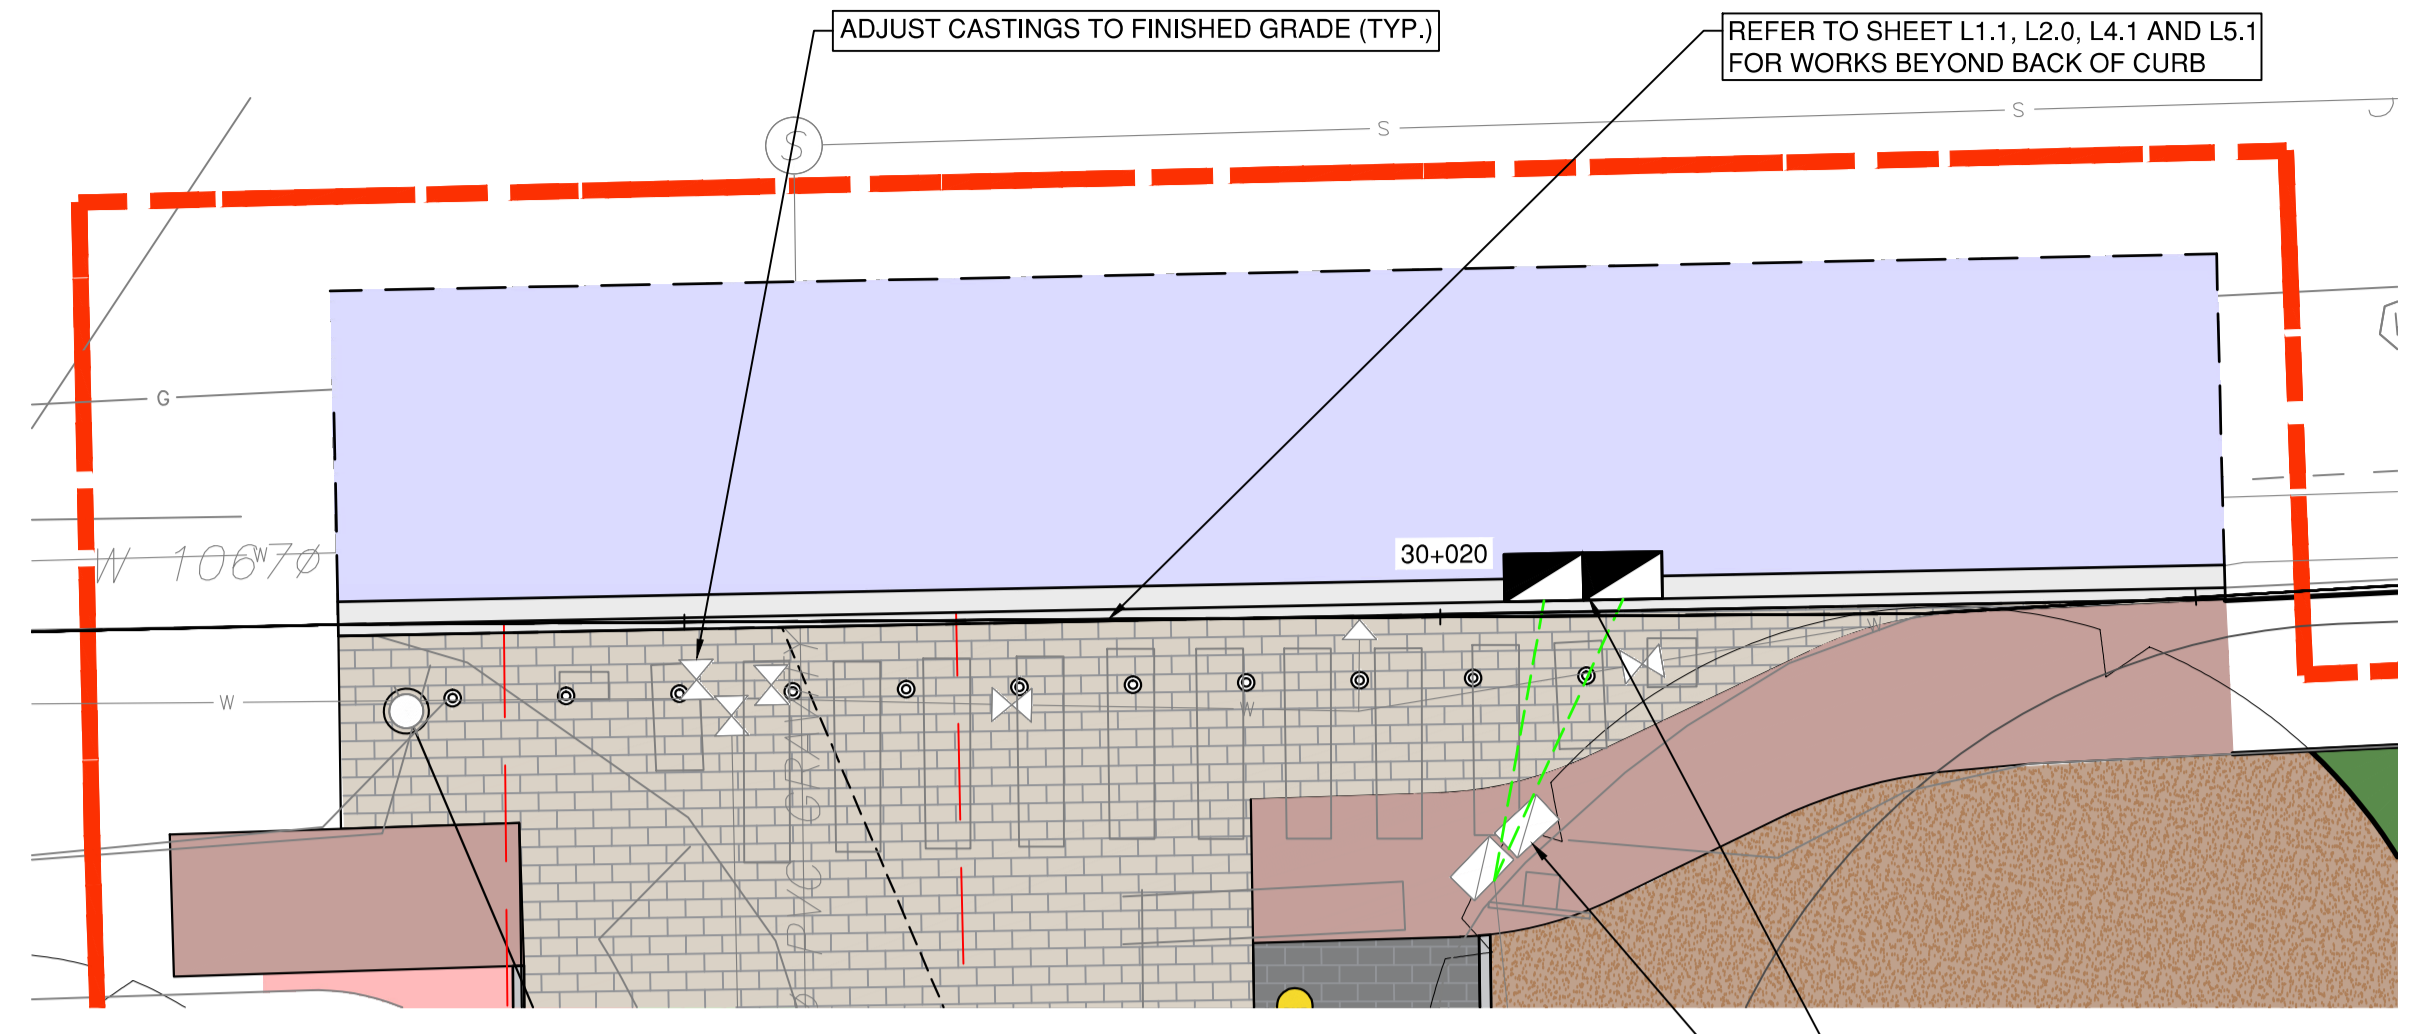 ADJUST CASTINGS TO FINISHED GRADE (TYP.)
REFER TO SHEET L1.1, L2.0, L4.1 AND L5.1
FOR WORKS BEYOND BACK OF CURB
S
S
S
G
30+020
W 1067Ø
W
W
W
W